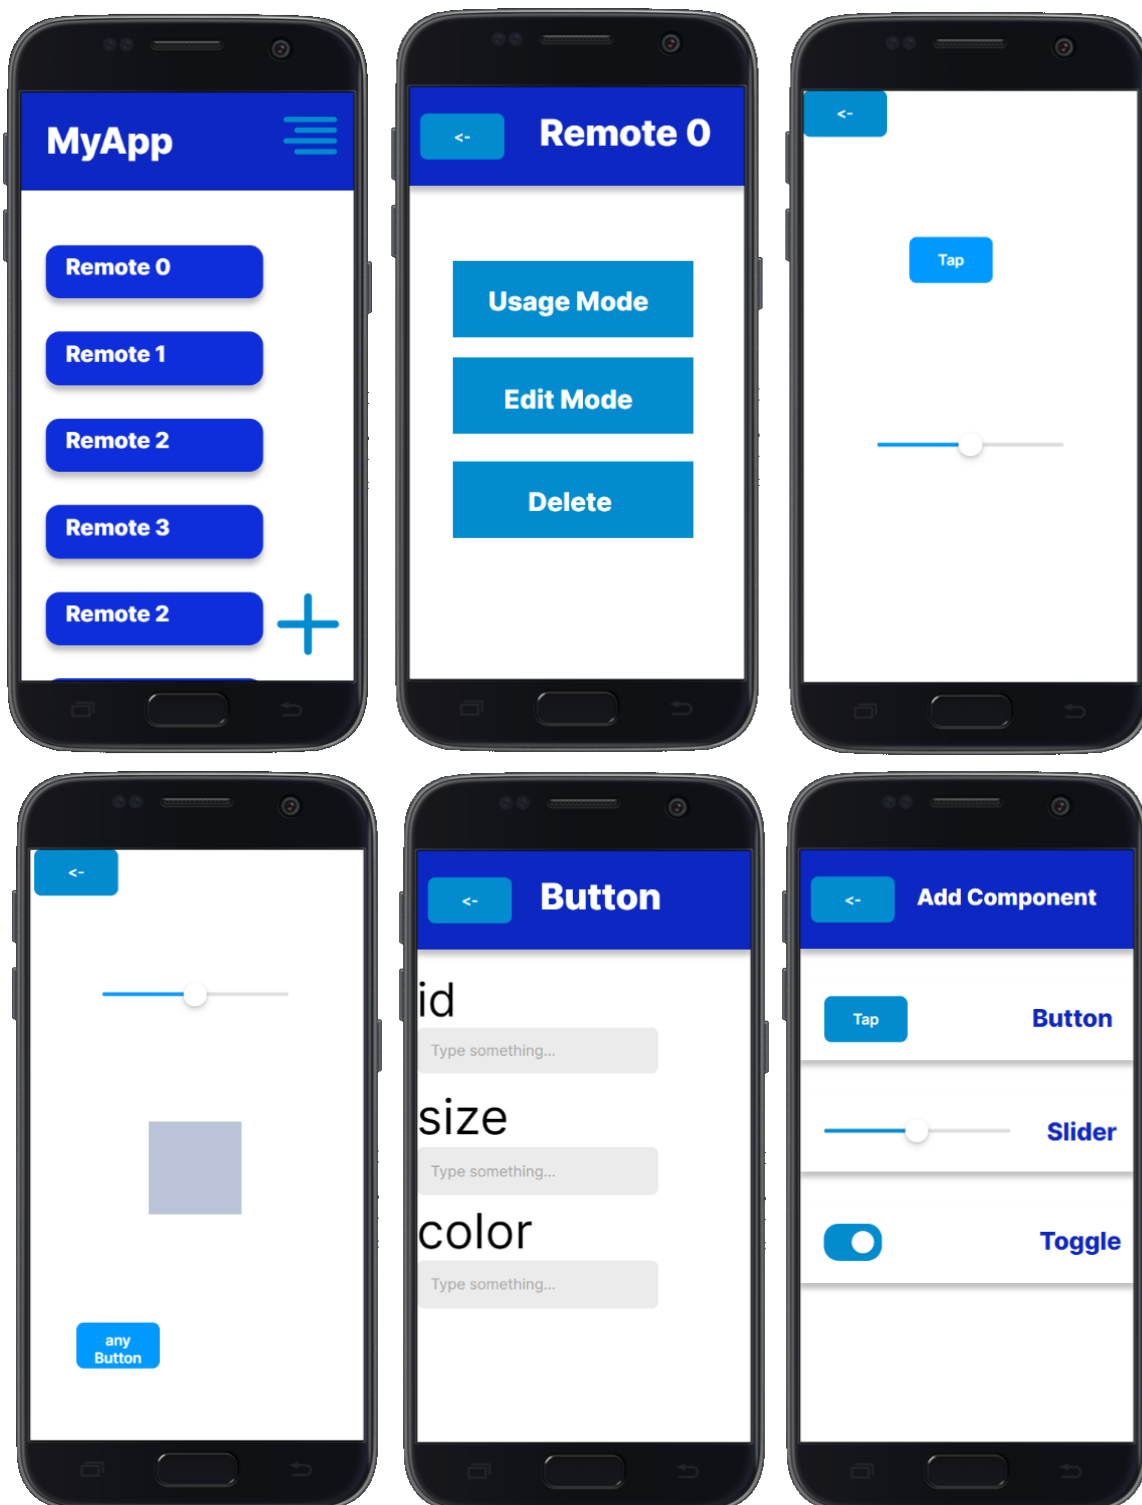 MyApp
Remote 0
Remote 1
Remote 2
Remote 3
Remote 2
<-
Remote 0
Usage Mode
Edit Mode
Delete
<-
Tap
<-
any
Button
<-
Button
id
Type something...
size
Type something...
color
Type something...
<-
Add Component
Tap
Button
Slider
Toggle